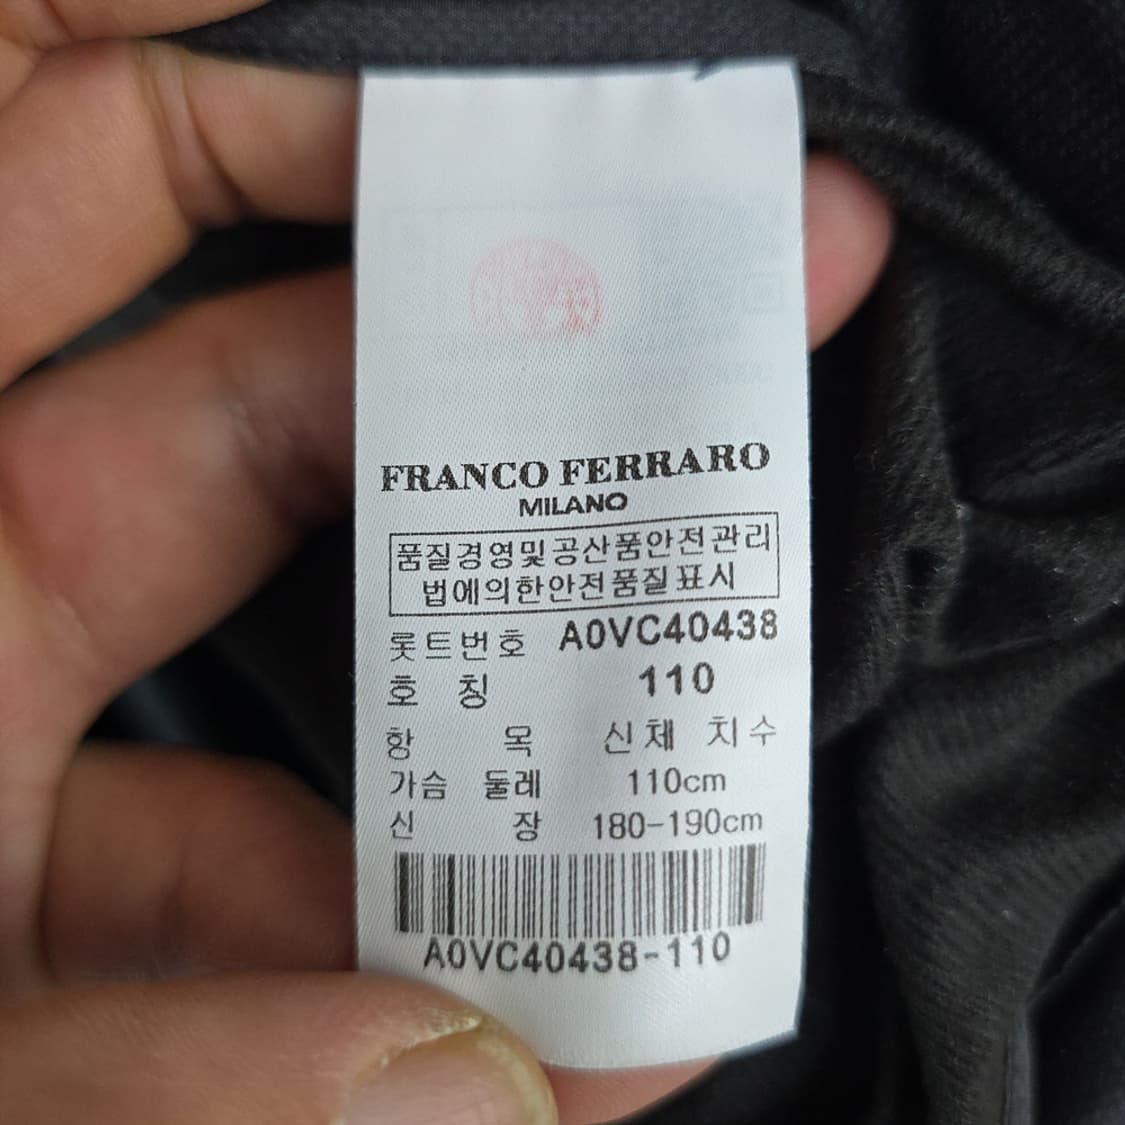 FRANCO FERRARO
MILANO
품질경영및공산품안전관리
법에의한안전품질표시
롯트번호 A0VC40438
호 칭 110
항 목 신체 치수
가슴 둘레 110cm
신 장 180-190cm
A0VC40438-110